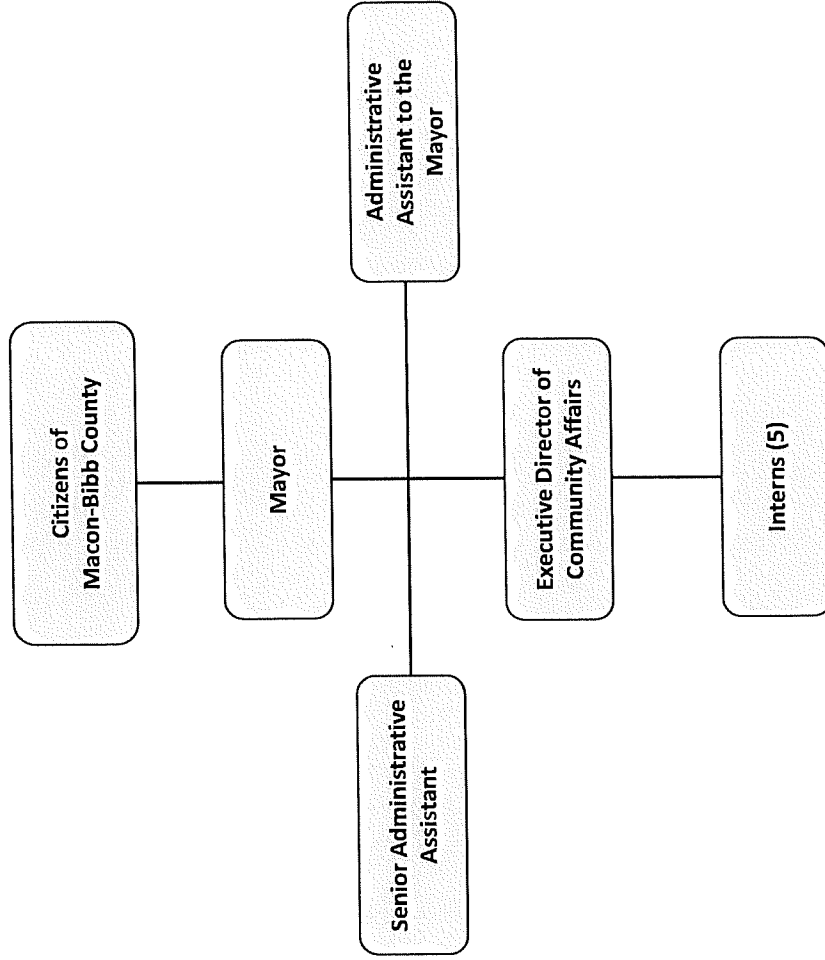 Citizens of
Macon-Bibb County
Mayor
Senior Administrative
Assistant
Administrative
Assistant to the
Mayor
Executive Director of
Community Affairs
Interns (5)